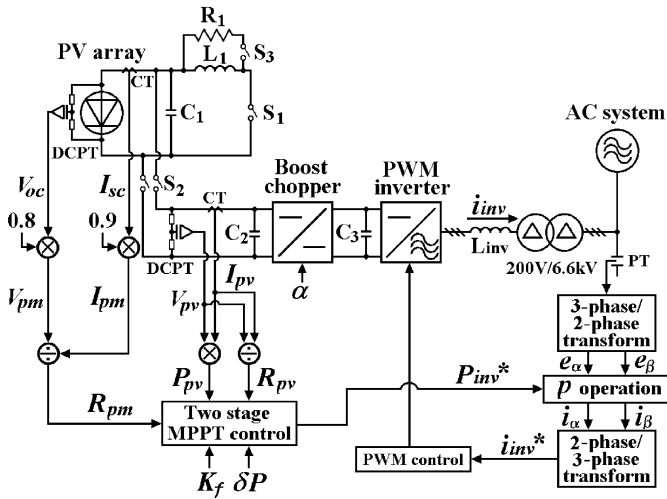 R1
PV array
L1
S3
CT
C1
S1
AC system
DCPT
Voc
Isc
S2
Boost chopper
PWM inverter
0.8
0.9
CT
iinv
C2
C3
Linv
DCPT
200V/6.6kV
PT
Vpm
Ipm
Vpv
Ipv
α
3-phase/
2-phase
transform
eα
eβ
Ppv
Rpv
Pinv*
p operation
Rpm
Two stage
MPPT control
iα
iβ
iinv*
PWM control
2-phase/
3-phase
transform
Kf
δP